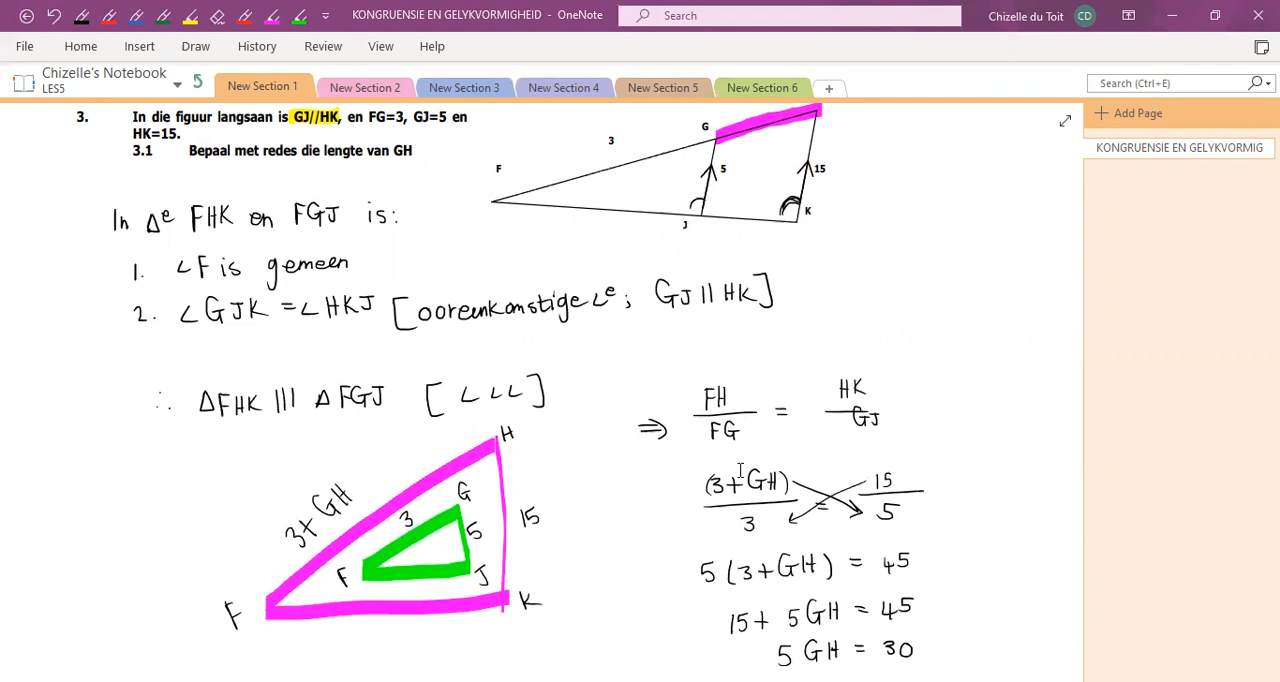 KONGRUENSIE EN GELYKVORMIGHEID - OneNote
Search
Chizelle du Toit
CD
File Home Insert Draw History Review View Help
Chizelle's Notebook
LES5
New Section 1 New Section 2 New Section 3 New Section 4 New Section 5 New Section 6 +
Search (Ctrl+E)
Add Page
KONGRUENSIE EN GELYKVORMIG
3. In die figuur langsaan is GJ//HK, en FG=3, GJ=5 en
HK=15.
3.1 Bepaal met redes die lengte van GH
G
3
F
5
15
K
J
In Δe FHK en FGJ is:
1. ∠F is gemeen
2. ∠GJK = ∠HKJ [ooreenkomstige ∠e; GJ || HK]
∴ ΔFHK ||| ΔFGJ [∠∠∠]
⇒ FH/FG = HK/GJ
(3+GH)/3 = 15/5
5(3+GH) = 45
15 + 5GH = 45
5GH = 30
H
3+ GH
G
3
5
15
F
J
F
K